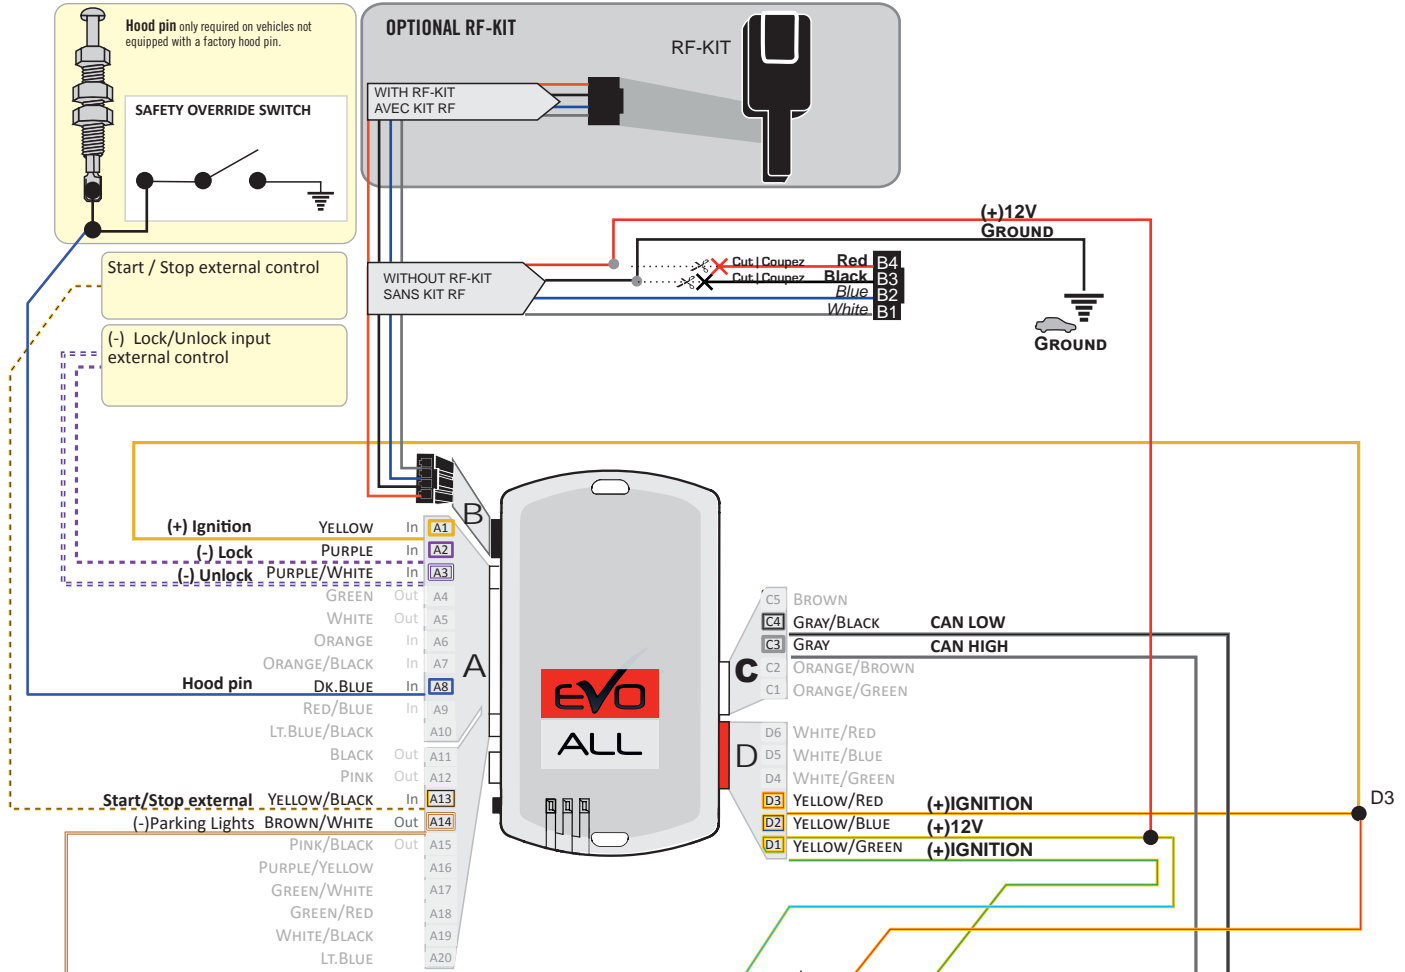 Hood pin only required on vehicles not
equipped with a factory hood pin.
SAFETY OVERRIDE SWITCH
OPTIONAL RF-KIT
RF-KIT
WITH RF-KIT
AVEC KIT RF
Start / Stop external control
(-) Lock/Unlock input
external control
WITHOUT RF-KIT
SANS KIT RF
(+)12V
GROUND
Cut | Coupez Red B4
Cut | Coupez Black B3
Blue B2
White B1
GROUND
B
(+) Ignition YELLOW In A1
(-) Lock PURPLE In A2
(-) Unlock PURPLE/WHITE In A3
GREEN Out A4
WHITE Out A5
ORANGE In A6
ORANGE/BLACK In A7
Hood pin DK.BLUE In A8
RED/BLUE In A9
LT.BLUE/BLACK A10
A
BLACK Out A11
PINK Out A12
Start/Stop external YELLOW/BLACK In A13
(-)Parking Lights BROWN/WHITE Out A14
PINK/BLACK Out A15
PURPLE/YELLOW A16
GREEN/WHITE A17
GREEN/RED A18
WHITE/BLACK A19
LT.BLUE A20
EVO
ALL
C
C5 BROWN
C4 GRAY/BLACK CAN LOW
C3 GRAY CAN HIGH
C2 ORANGE/BROWN
C1 ORANGE/GREEN
D
D6 WHITE/RED
D5 WHITE/BLUE
D4 WHITE/GREEN
D3 YELLOW/RED (+)IGNITION
D2 YELLOW/BLUE (+)12V
D1 YELLOW/GREEN (+)IGNITION
D3